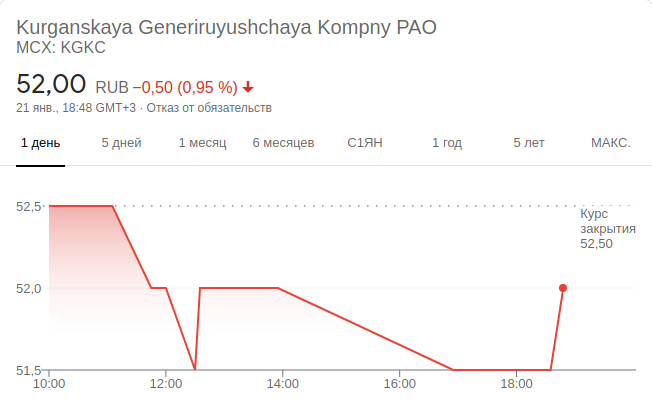 Kurganskaya Generiruyushchaya Kompny PAO
MCX: KGKC
52,00 RUB −0,50 (0,95 %)
21 янв., 18:48 GMT+3 · Отказ от обязательств
1 день 5 дней 1 месяц 6 месяцев С1ЯН 1 год 5 лет МАКС.
52,5
Курс
закрытия
52,50
52,0
51,5
10:00 12:00 14:00 16:00 18:00